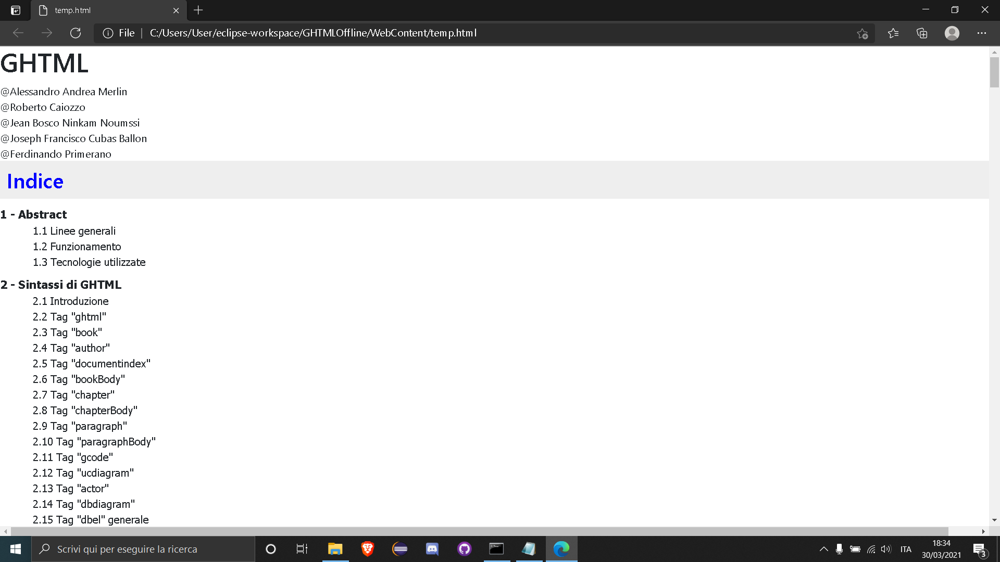 temp.html
File | C:/Users/User/eclipse-workspace/GHTMLOffline/WebContent/temp.html
GHTML
@Alessandro Andrea Merlin
@Roberto Caiozzo
@Jean Bosco Ninkam Noumssi
@Joseph Francisco Cubas Ballon
@Ferdinando Primerano
Indice
1 - Abstract
1.1 Linee generali
1.2 Funzionamento
1.3 Tecnologie utilizzate
2 - Sintassi di GHTML
2.1 Introduzione
2.2 Tag "ghtml"
2.3 Tag "book"
2.4 Tag "author"
2.5 Tag "documentindex"
2.6 Tag "bookBody"
2.7 Tag "chapter"
2.8 Tag "chapterBody"
2.9 Tag "paragraph"
2.10 Tag "paragraphBody"
2.11 Tag "gcode"
2.12 Tag "ucdiagram"
2.13 Tag "actor"
2.14 Tag "dbdiagram"
2.15 Tag "dbel" generale
Scrivi qui per eseguire la ricerca
ITA
18:34
30/03/2021
3